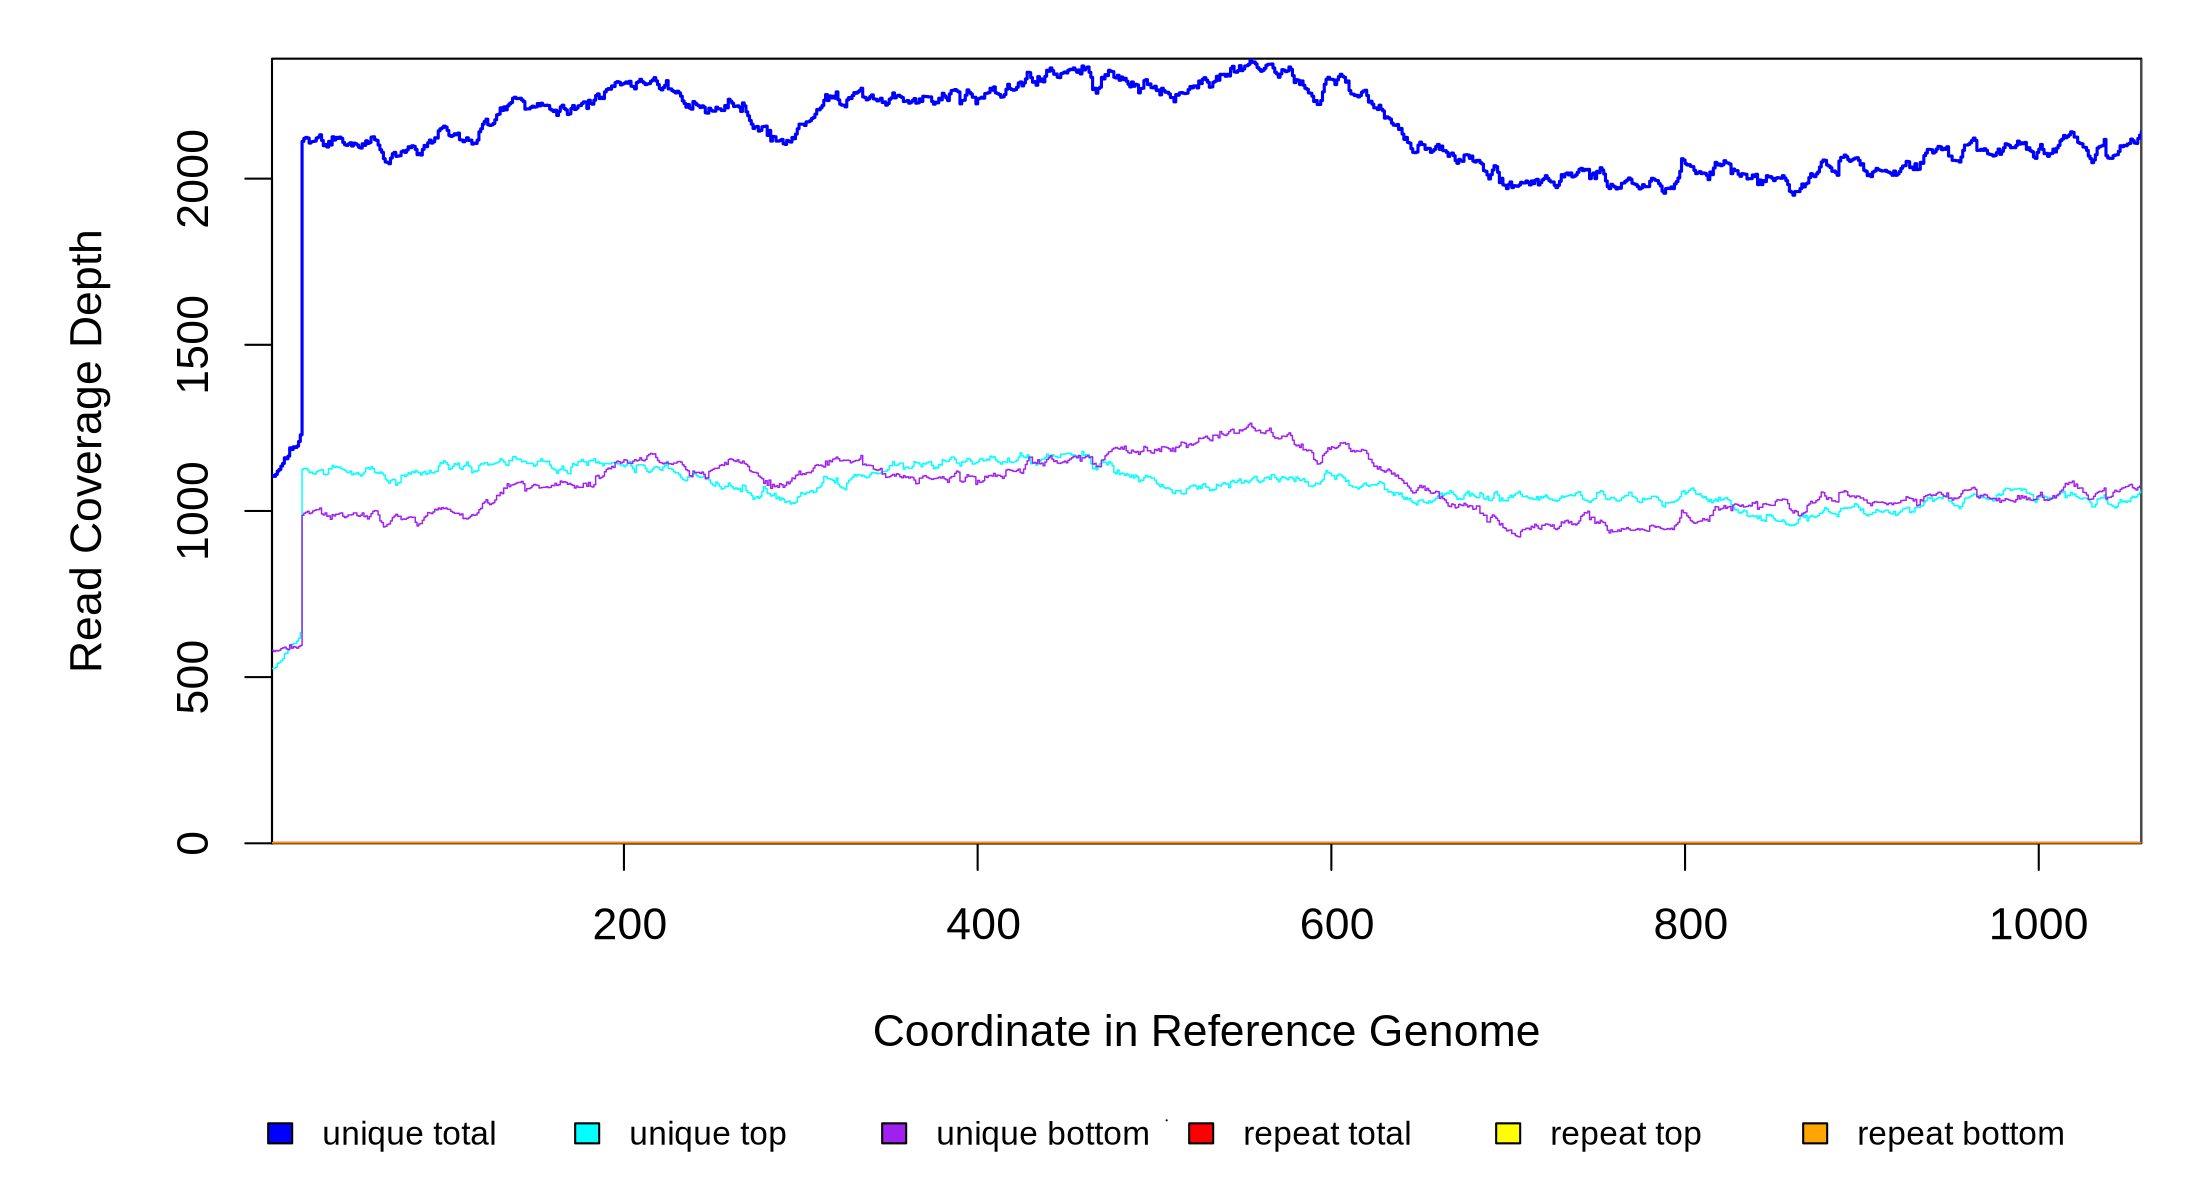 Read Coverage Depth
2000
1500
1000
500
0
200 400 600 800 1000
Coordinate in Reference Genome
unique total unique top unique bottom repeat total repeat top repeat bottom